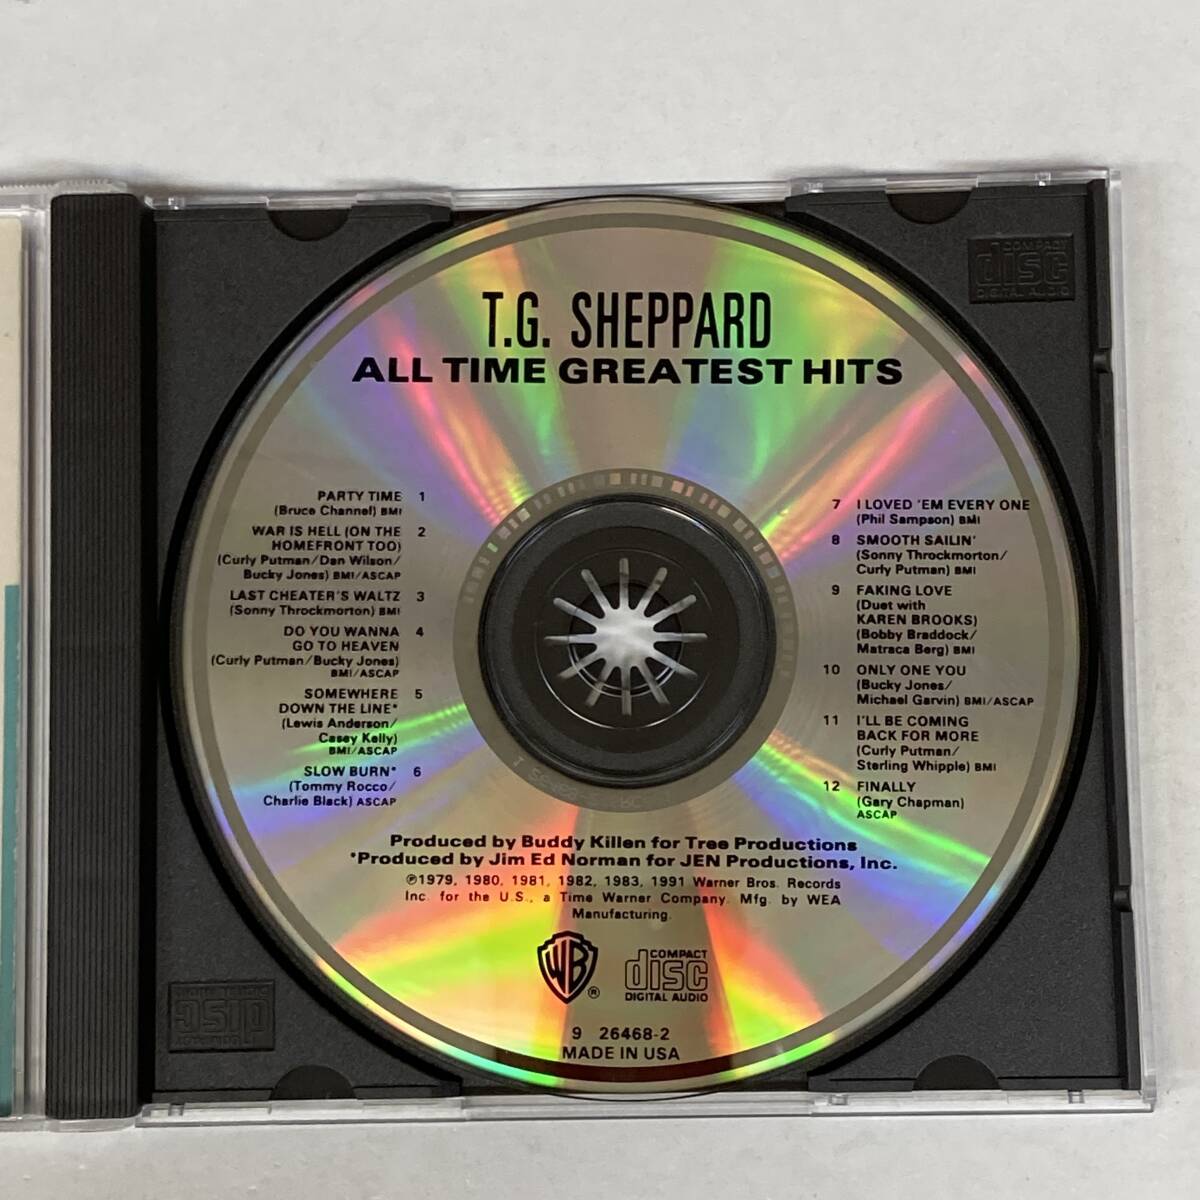 T.G. SHEPPARD
ALL TIME GREATEST HITS
PARTY TIME 1
(Bruce Channel) BMI
WAR IS HELL (ON THE 2
HOMEFRONT TOO)
(Curly Putman/Dan Wilson/
Bucky Jones) BMI/ASCAP
LAST CHEATER'S WALTZ 3
(Sonny Throckmorton) BMI
DO YOU WANNA 4
GO TO HEAVEN
(Curly Putman/Bucky Jones)
BMI/ASCAP
SOMEWHERE 5
DOWN THE LINE*
(Lewis Anderson/
Casey Kelly)
BMI/ASCAP
SLOW BURN* 6
(Tommy Rocco/
Charlie Black) ASCAP
7 I LOVED 'EM EVERY ONE
(Phil Sampson) BMI
8 SMOOTH SAILIN'
(Sonny Throckmorton/
Curly Putman) BMI
9 FAKING LOVE
(Duet with
KAREN BROOKS)
(Bobby Braddock/
Matraca Berg) BMI
10 ONLY ONE YOU
(Bucky Jones/
Michael Garvin) BMI/ASCAP
11 I'LL BE COMING
BACK FOR MORE
(Curly Putman/
Sterling Whipple) BMI
12 FINALLY
(Gary Chapman)
ASCAP
Produced by Buddy Killen for Tree Productions
*Produced by Jim Ed Norman for JEN Productions, Inc.
℗1979, 1980, 1981, 1982, 1983, 1991 Warner Bros. Records
Inc. for the U.S., a Time Warner Company. Mfg. by WEA
Manufacturing.
WB ®
COMPACT
disc
DIGITAL AUDIO
9 26468-2
MADE IN USA
COMPACT
disc
DIGITAL AUDIO
COMPACT
disc
DIGITAL AUDIO